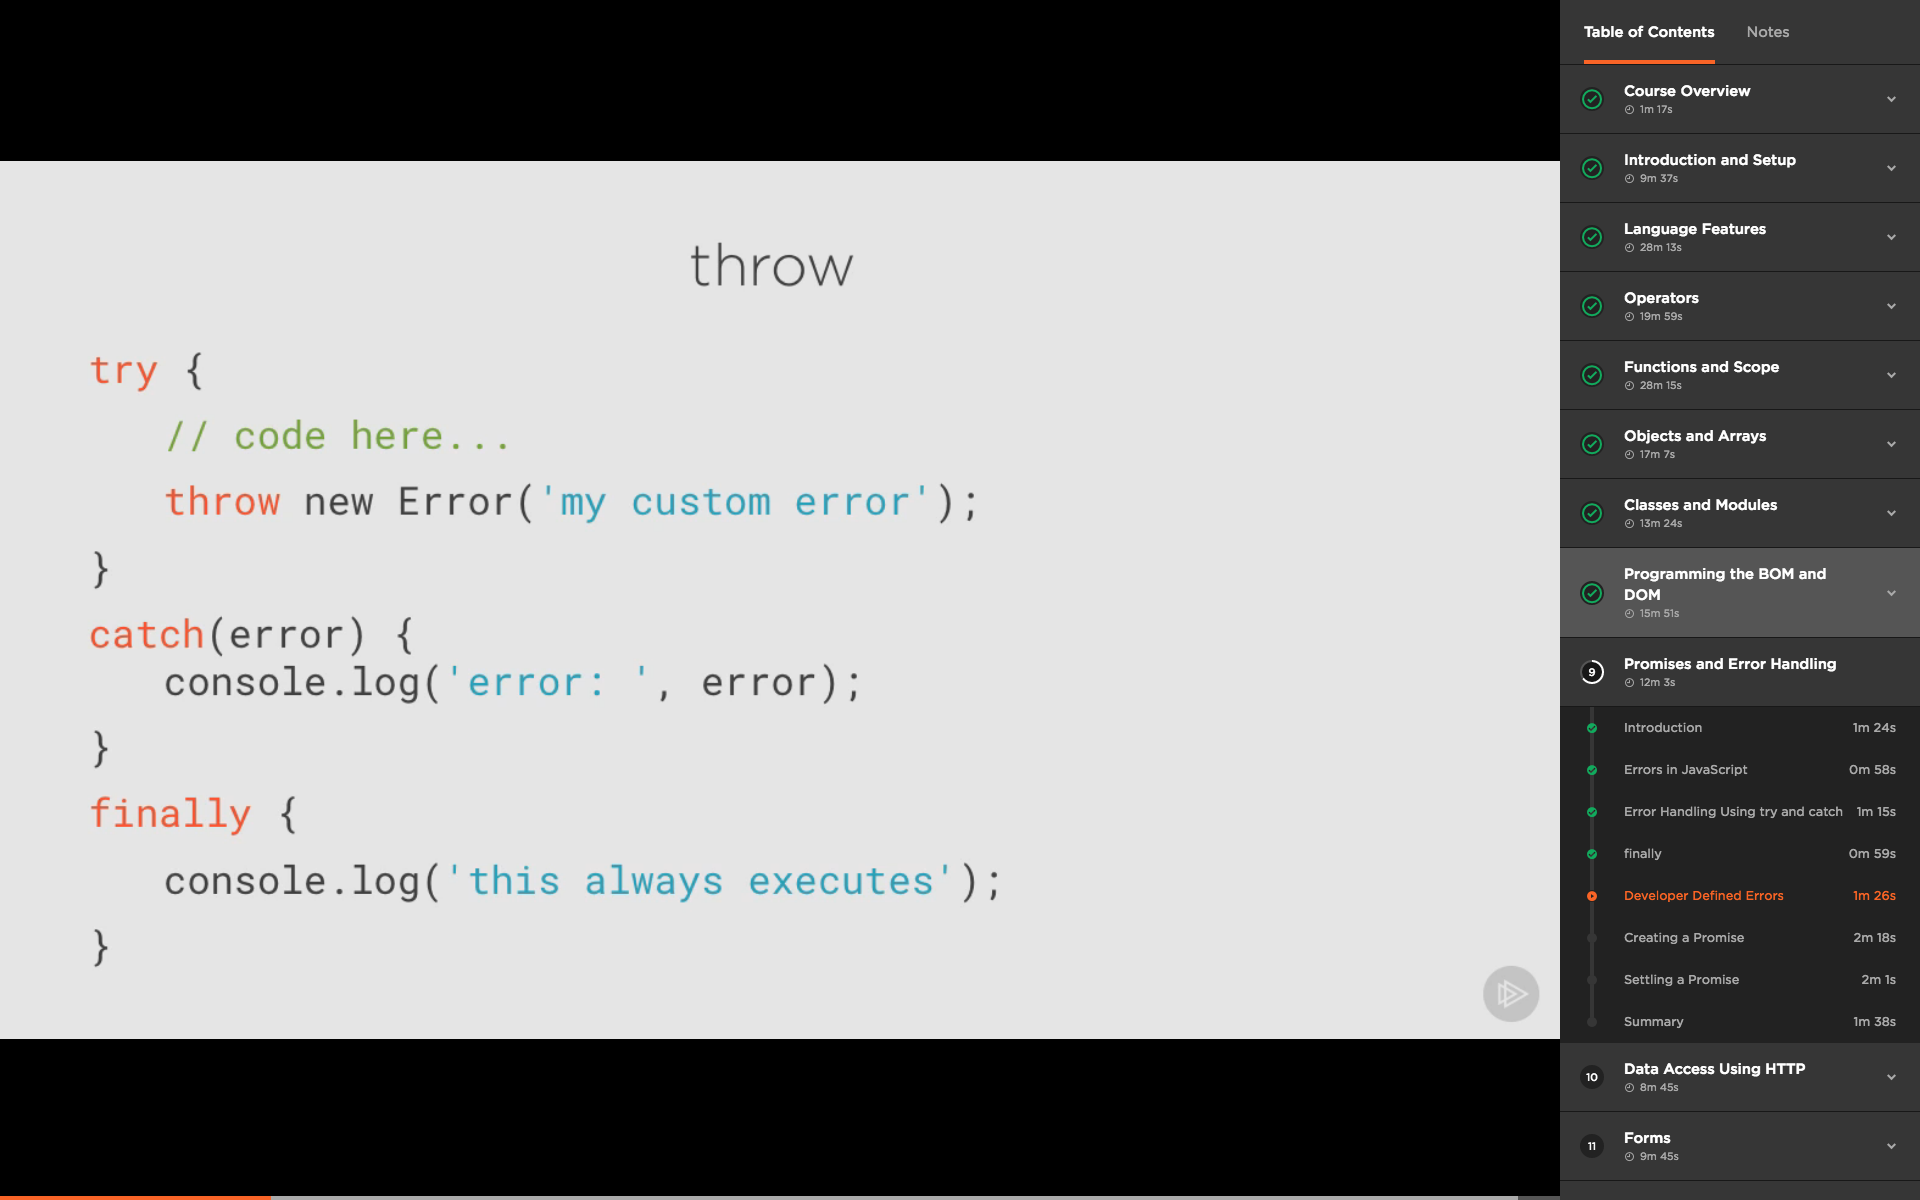 throw
try {
// code here...
throw new Error('my custom error');
}
catch(error) {
console.log('error: ', error);
}
finally {
console.log('this always executes');
}
Table of Contents
Notes
Course Overview
1m 17s
Introduction and Setup
9m 37s
Language Features
28m 13s
Operators
19m 59s
Functions and Scope
28m 15s
Objects and Arrays
17m 7s
Classes and Modules
13m 24s
Programming the BOM and
DOM
15m 51s
9
Promises and Error Handling
12m 3s
Introduction 1m 24s
Errors in JavaScript 0m 58s
Error Handling Using try and catch 1m 15s
finally 0m 59s
Developer Defined Errors 1m 26s
Creating a Promise 2m 18s
Settling a Promise 2m 1s
Summary 1m 38s
10
Data Access Using HTTP
8m 45s
11
Forms
9m 45s